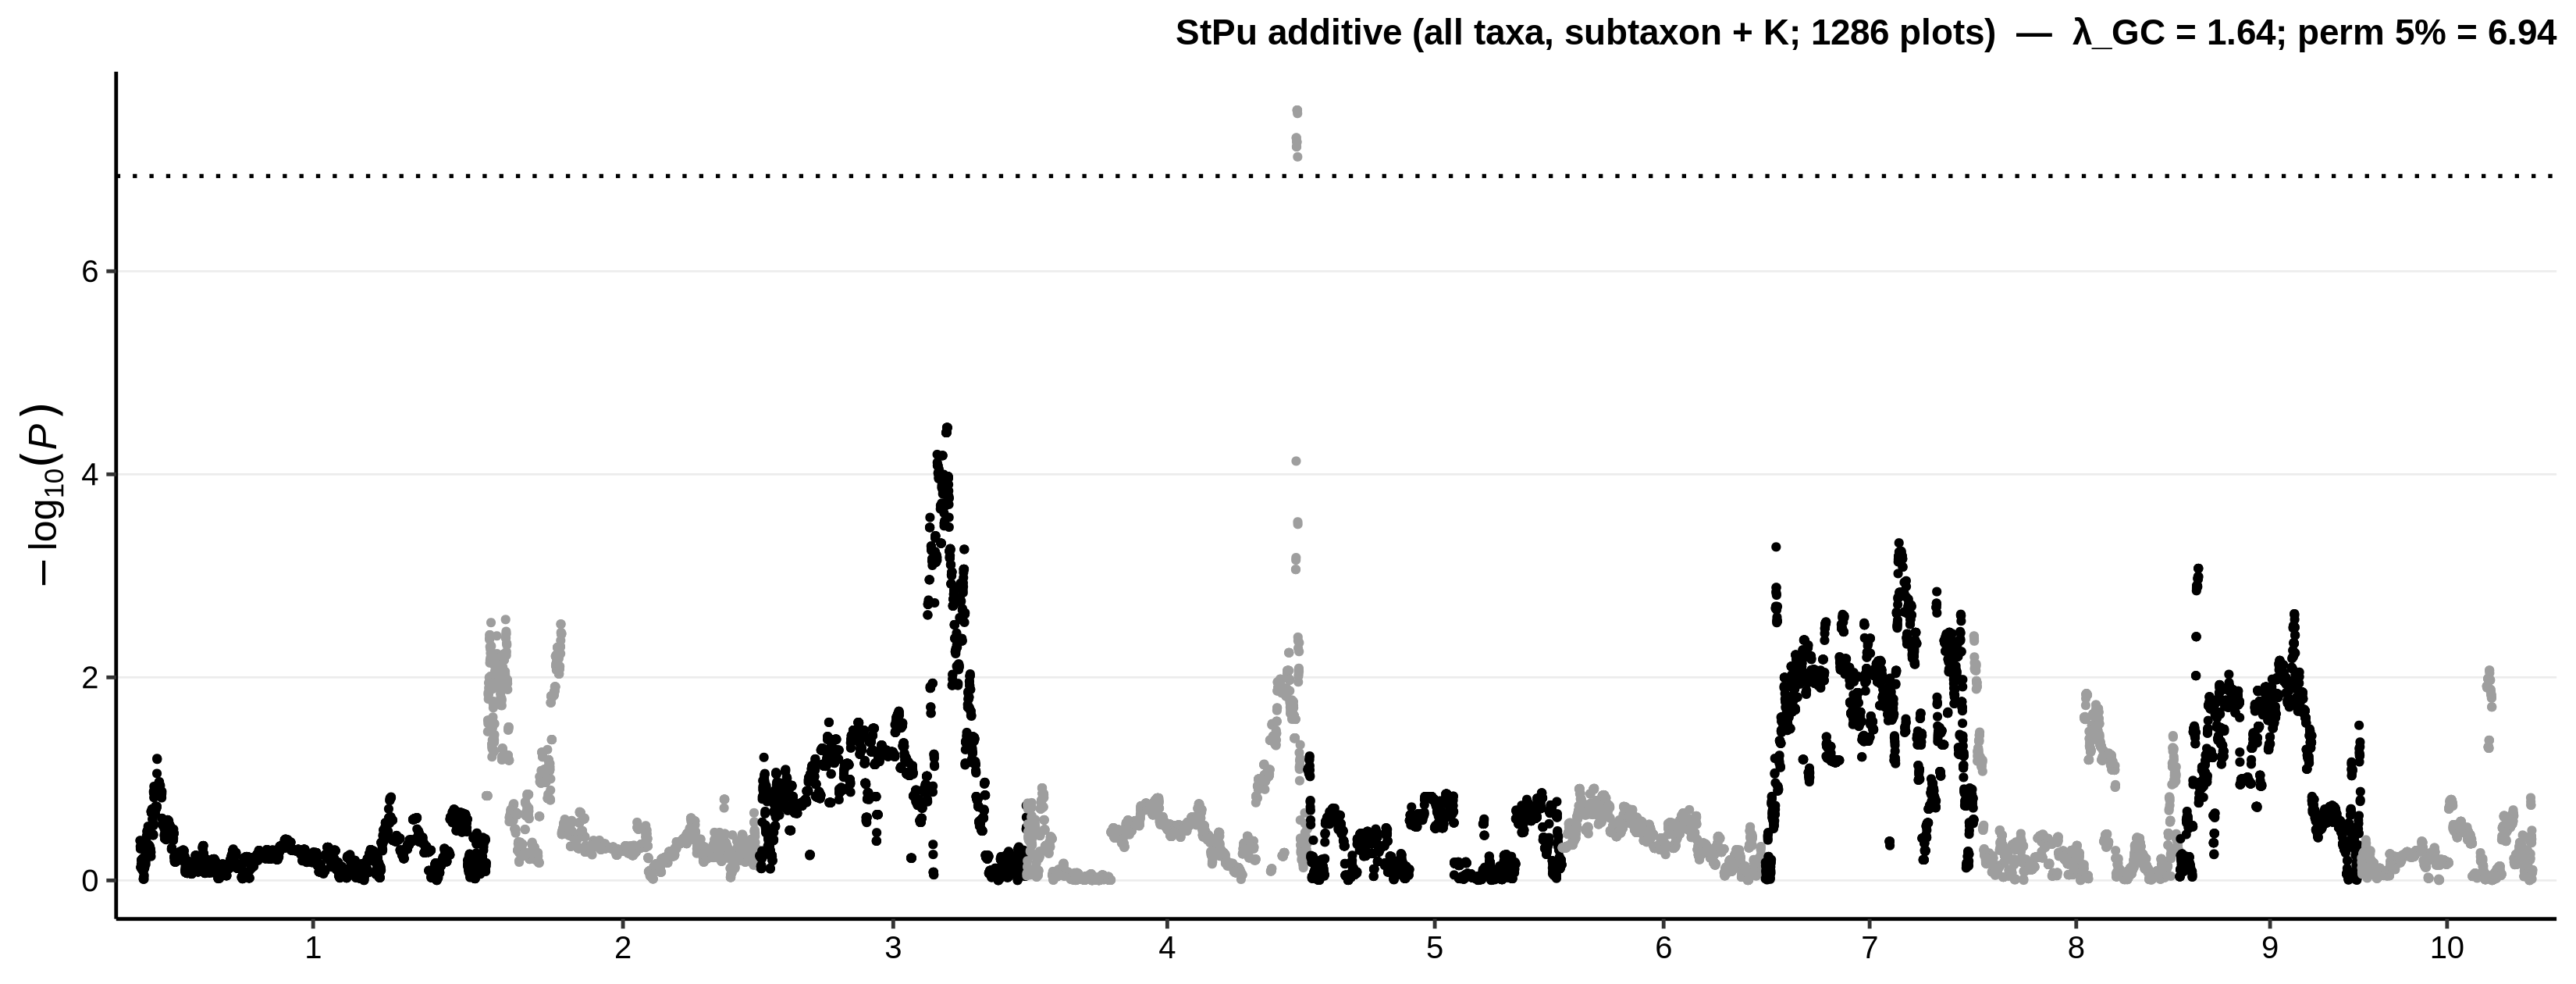 StPu additive (all taxa, subtaxon + K; 1286 plots) — λ_GC = 1.64; perm 5% = 6.94
− log10(P)
6
4
2
0
1 2 3 4 5 6 7 8 9 10